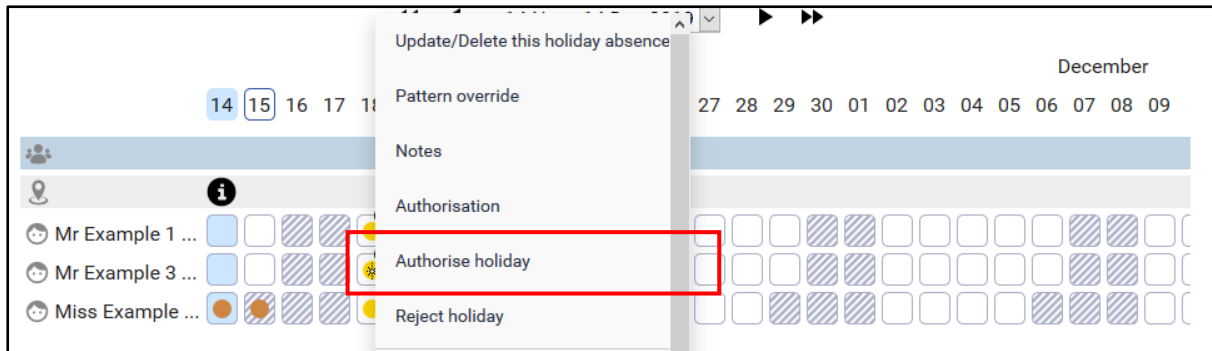 Update/Delete this holiday absence
December
14 15 16 17 27 28 29 30 01 02 03 04 05 06 07 08 09
Pattern override
Notes
Authorisation
Mr Example 1 ...
Authorise holiday
Mr Example 3 ...
Miss Example ...
Reject holiday